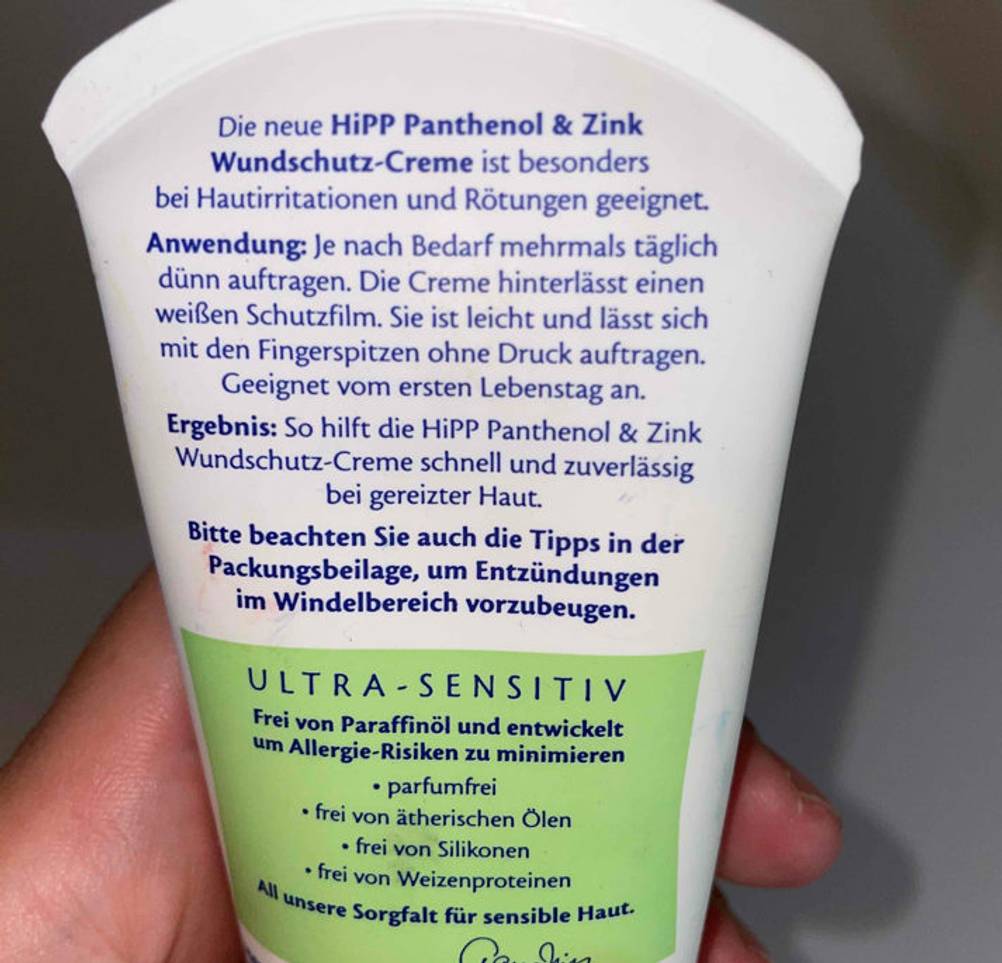 Die neue HiPP Panthenol & Zink
Wundschutz-Creme ist besonders
bei Hautirritationen und Rötungen geeignet.
Anwendung: Je nach Bedarf mehrmals täglich
dünn auftragen. Die Creme hinterlässt einen
weißen Schutzfilm. Sie ist leicht und lässt sich
mit den Fingerspitzen ohne Druck auftragen.
Geeignet vom ersten Lebenstag an.
Ergebnis: So hilft die HiPP Panthenol & Zink
Wundschutz-Creme schnell und zuverlässig
bei gereizter Haut.
Bitte beachten Sie auch die Tipps in der
Packungsbeilage, um Entzündungen
im Windelbereich vorzubeugen.
ULTRA-SENSITIV
Frei von Paraffinöl und entwickelt
um Allergie-Risiken zu minimieren
• parfumfrei
• frei von ätherischen Ölen
• frei von Silikonen
• frei von Weizenproteinen
All unsere Sorgfalt für sensible Haut.